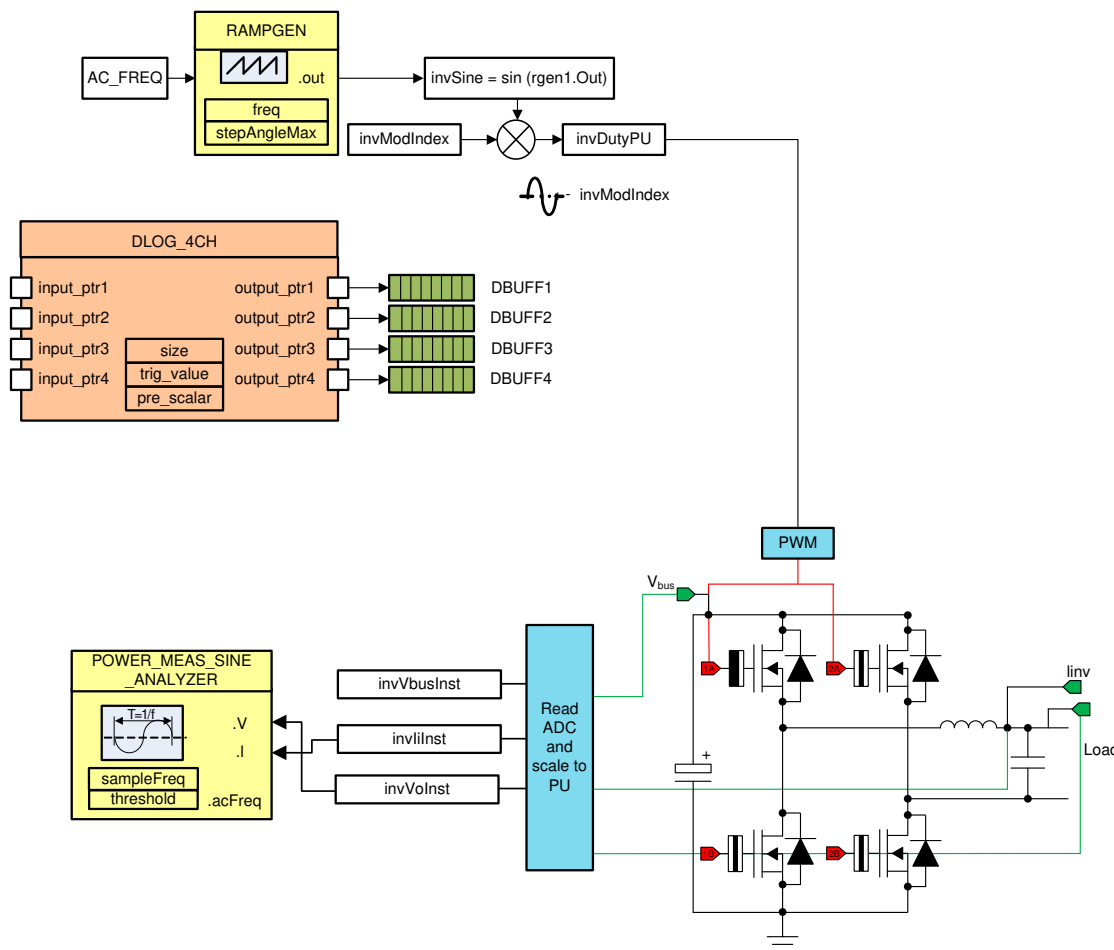 RAMPGEN
AC_FREQ
.out
invSine = sin (rgen1.Out)
freq
stepAngleMax
invModIndex
invDutyPU
invModIndex
DLOG_4CH
input_ptr1
output_ptr1
DBUFF1
input_ptr2
output_ptr2
DBUFF2
input_ptr3
size
output_ptr3
DBUFF3
input_ptr4
trig_value
output_ptr4
DBUFF4
pre_scalar
PWM
Vbus
POWER_MEAS_SINE
_ANALYZER
T=1/f
.V
.I
sampleFreq
threshold
.acFreq
invVbusInst
invIiInst
invVoInst
Read
ADC
and
scale to
PU
1A
2A
Iinv
Load
+
1B
2B